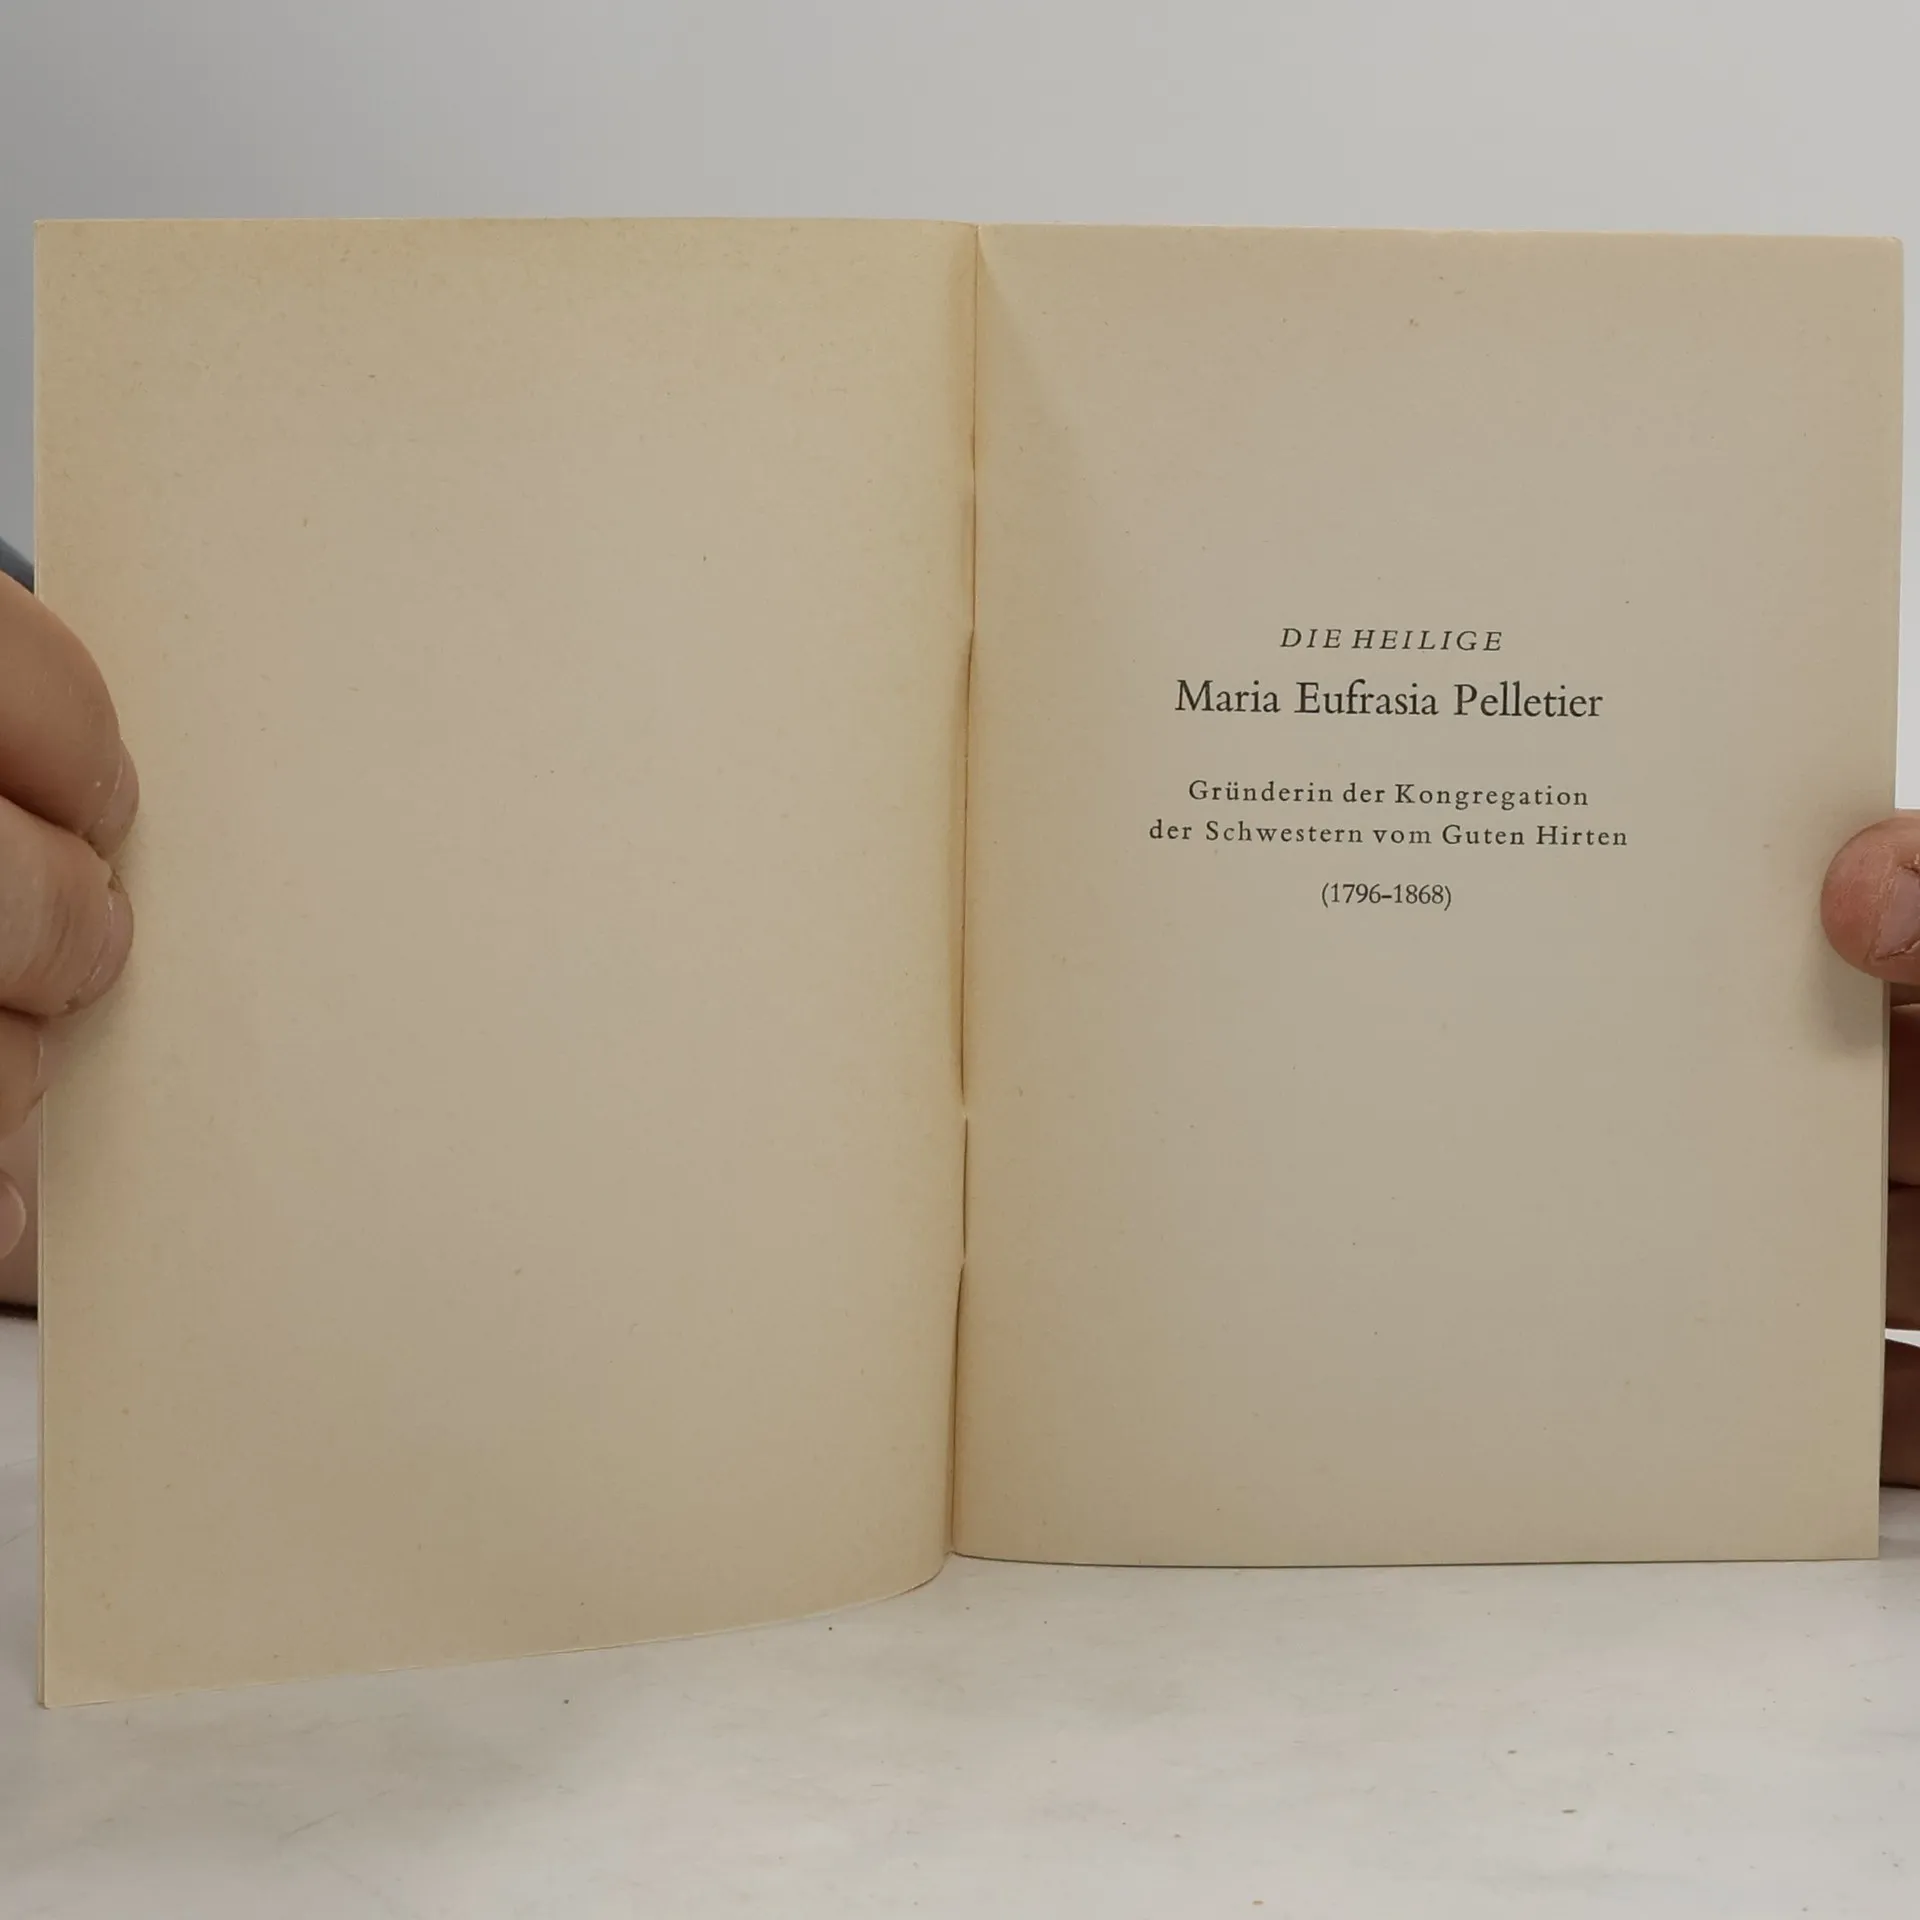 DIE HEILIGE
Maria Eufrasia Pelletier
Gründerin der Kongregation
der Schwestern vom Guten Hirten
(1796–1868)